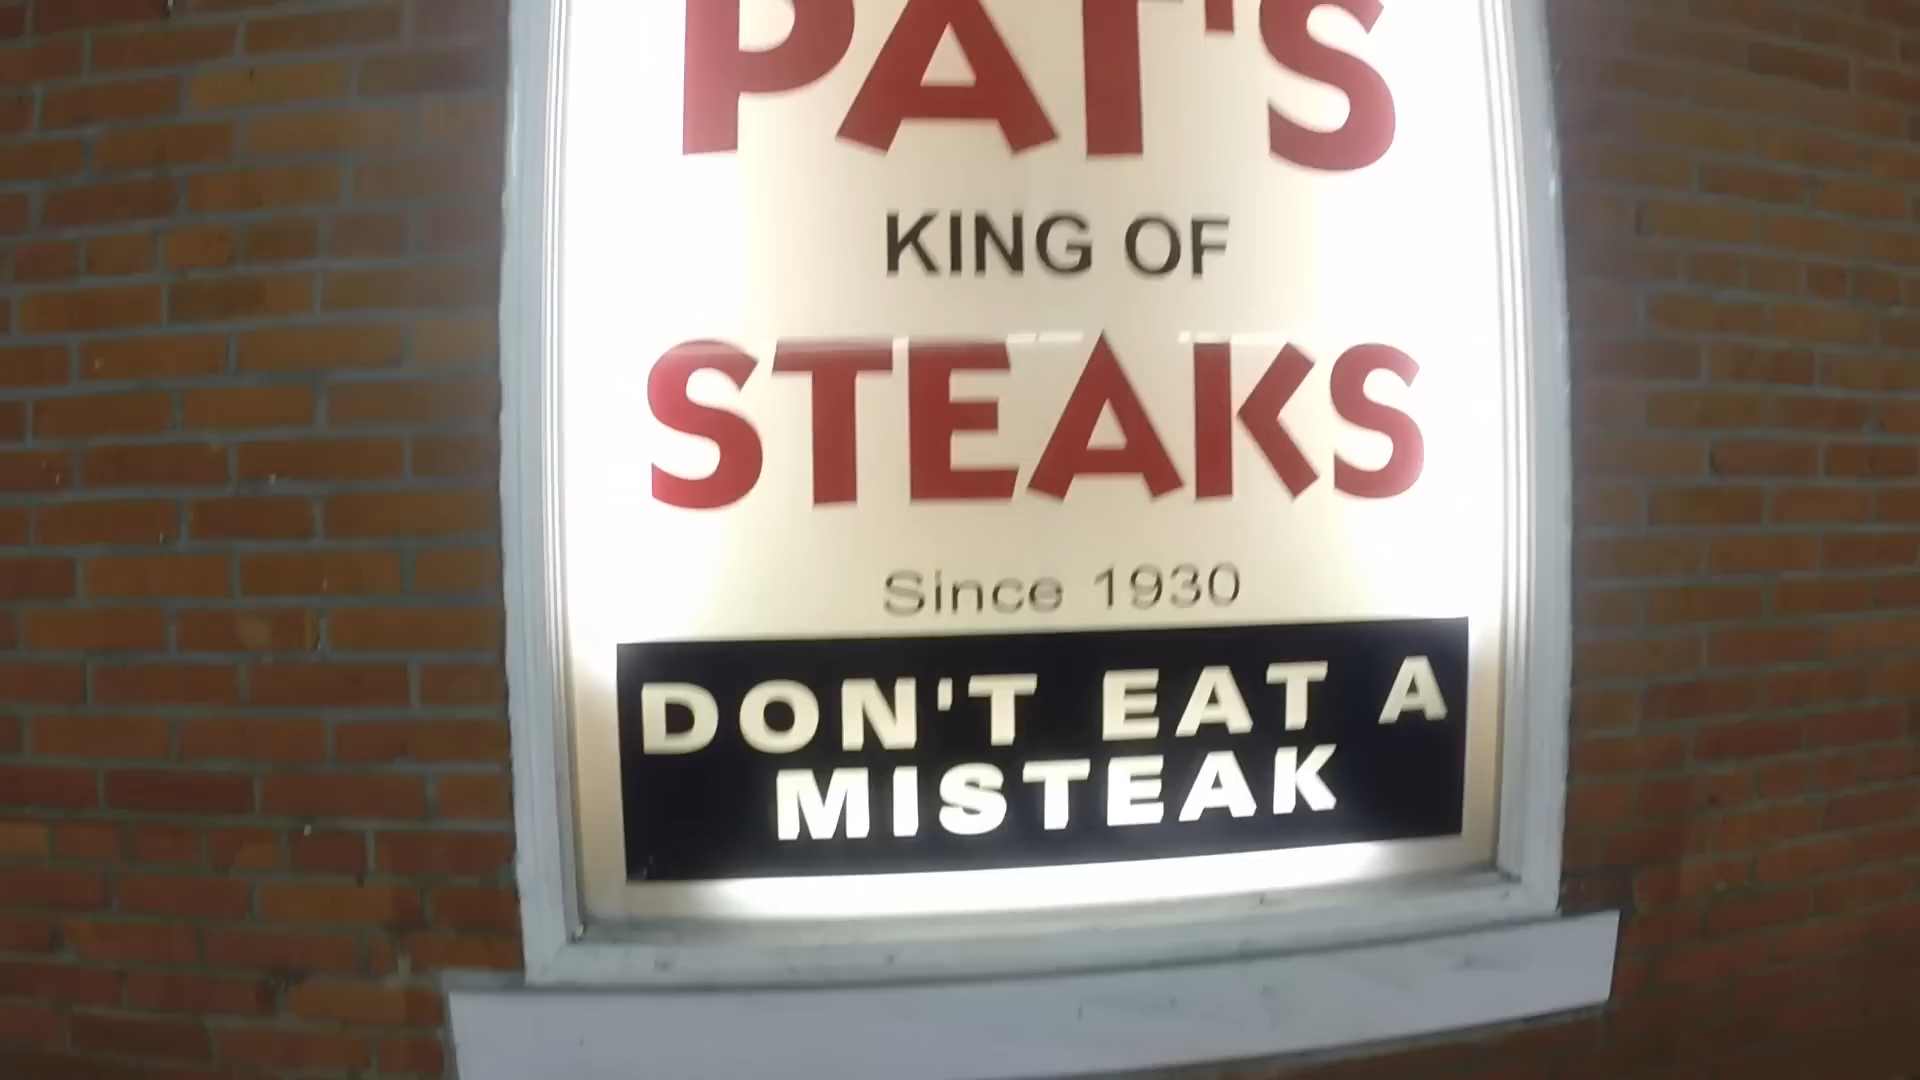 PAT'S
KING OF
STEAKS
Since 1930
DON'T EAT A
MISTEAK